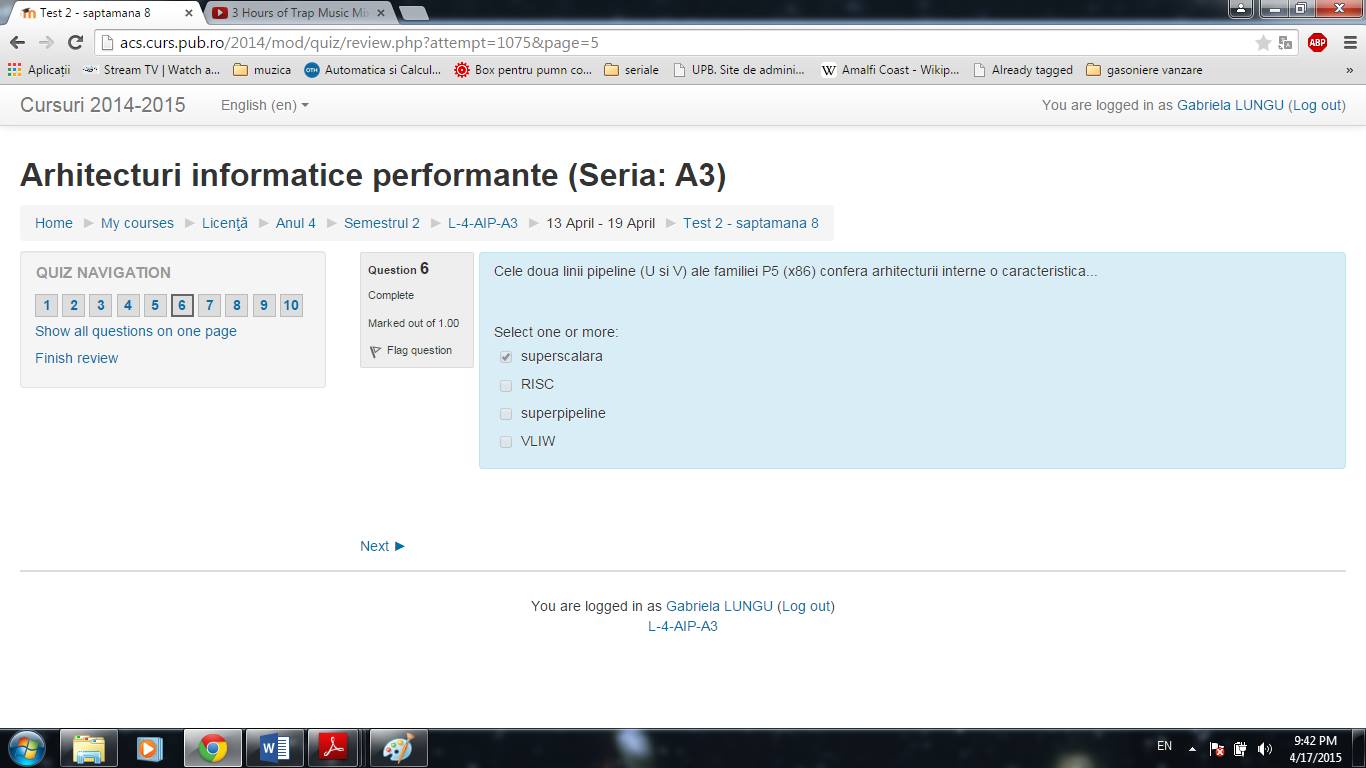 Test 2 - saptamana 8
3 Hours of Trap Music Mix
acs.curs.pub.ro/2014/mod/quiz/review.php?attempt=1075&page=5
ABP
Aplicații Stream TV | Watch a... muzica OTH Automatica si Calcul... Box pentru pumn co... seriale UPB. Site de admini... W Amalfi Coast - Wikip... Already tagged gasoniere vanzare »
Cursuri 2014-2015 English (en) You are logged in as Gabriela LUNGU (Log out)
Arhitecturi informatice performante (Seria: A3)
Home ► My courses ► Licenţă ► Anul 4 ► Semestrul 2 ► L-4-AIP-A3 ► 13 April - 19 April ► Test 2 - saptamana 8
QUIZ NAVIGATION
1 2 3 4 5 6 7 8 9 10
Show all questions on one page
Finish review
Question 6
Complete
Marked out of 1.00
Flag question
Cele doua linii pipeline (U si V) ale familiei P5 (x86) confera arhitecturii interne o caracteristica...
Select one or more:
superscalara
RISC
superpipeline
VLIW
Next ►
You are logged in as Gabriela LUNGU (Log out)
L-4-AIP-A3
EN
9:42 PM
4/17/2015